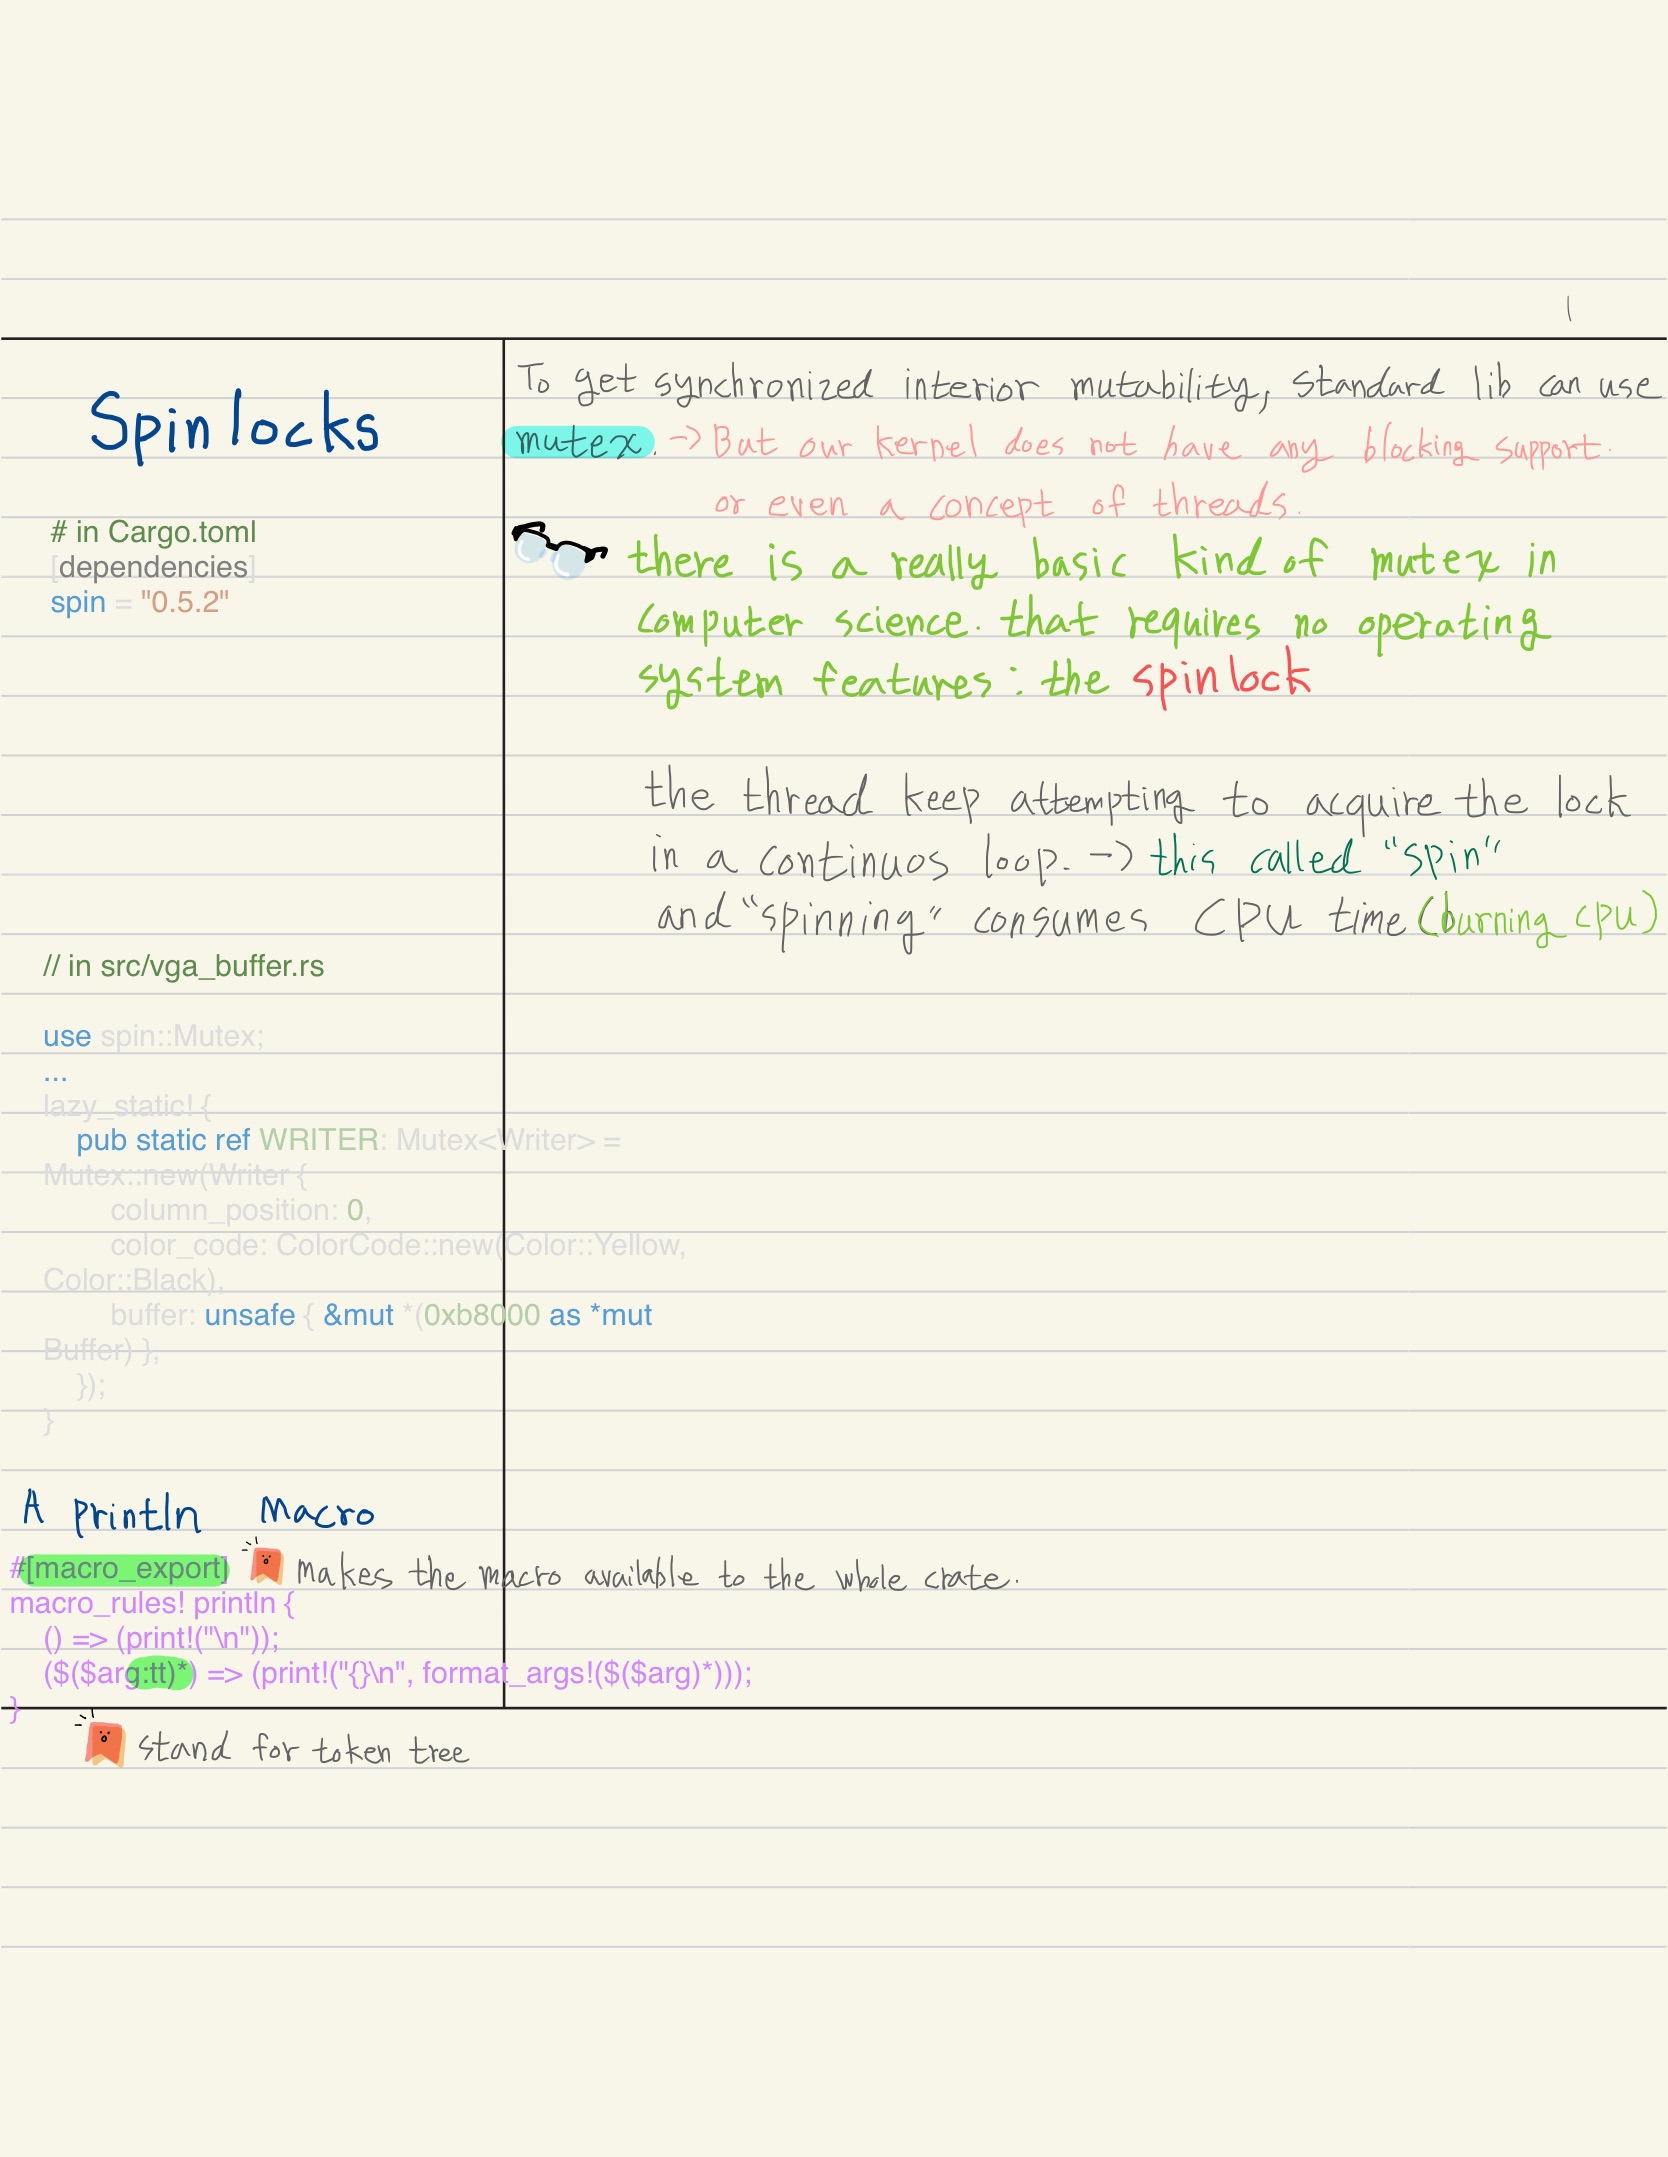 Spinlocks
# in Cargo.toml
[dependencies]
spin = "0.5.2"
To get synchronized interior mutability, standard lib can use
mutex. -> But our kernel does not have any blocking support.
or even a concept of threads.
there is a really basic kind of mutex in
computer science. that requires no operating
system features: the spinlock
the thread keep attempting to acquire the lock
in a continuos loop. -> this called "spin"
and "spinning" consumes CPU time (burning cpu)
// in src/vga_buffer.rs
use spin::Mutex;
...
lazy_static! {
pub static ref WRITER: Mutex<Writer> =
Mutex::new(Writer {
column_position: 0,
color_code: ColorCode::new(Color::Yellow,
Color::Black),
buffer: unsafe { &mut *(0xb8000 as *mut
Buffer) },
});
}
A println Macro
#[macro_export] makes the macro available to the whole crate.
macro_rules! println {
() => (print!("\n"));
($($arg:tt)*) => (print!("{}\n", format_args!($($arg)*)));
}
stand for token tree